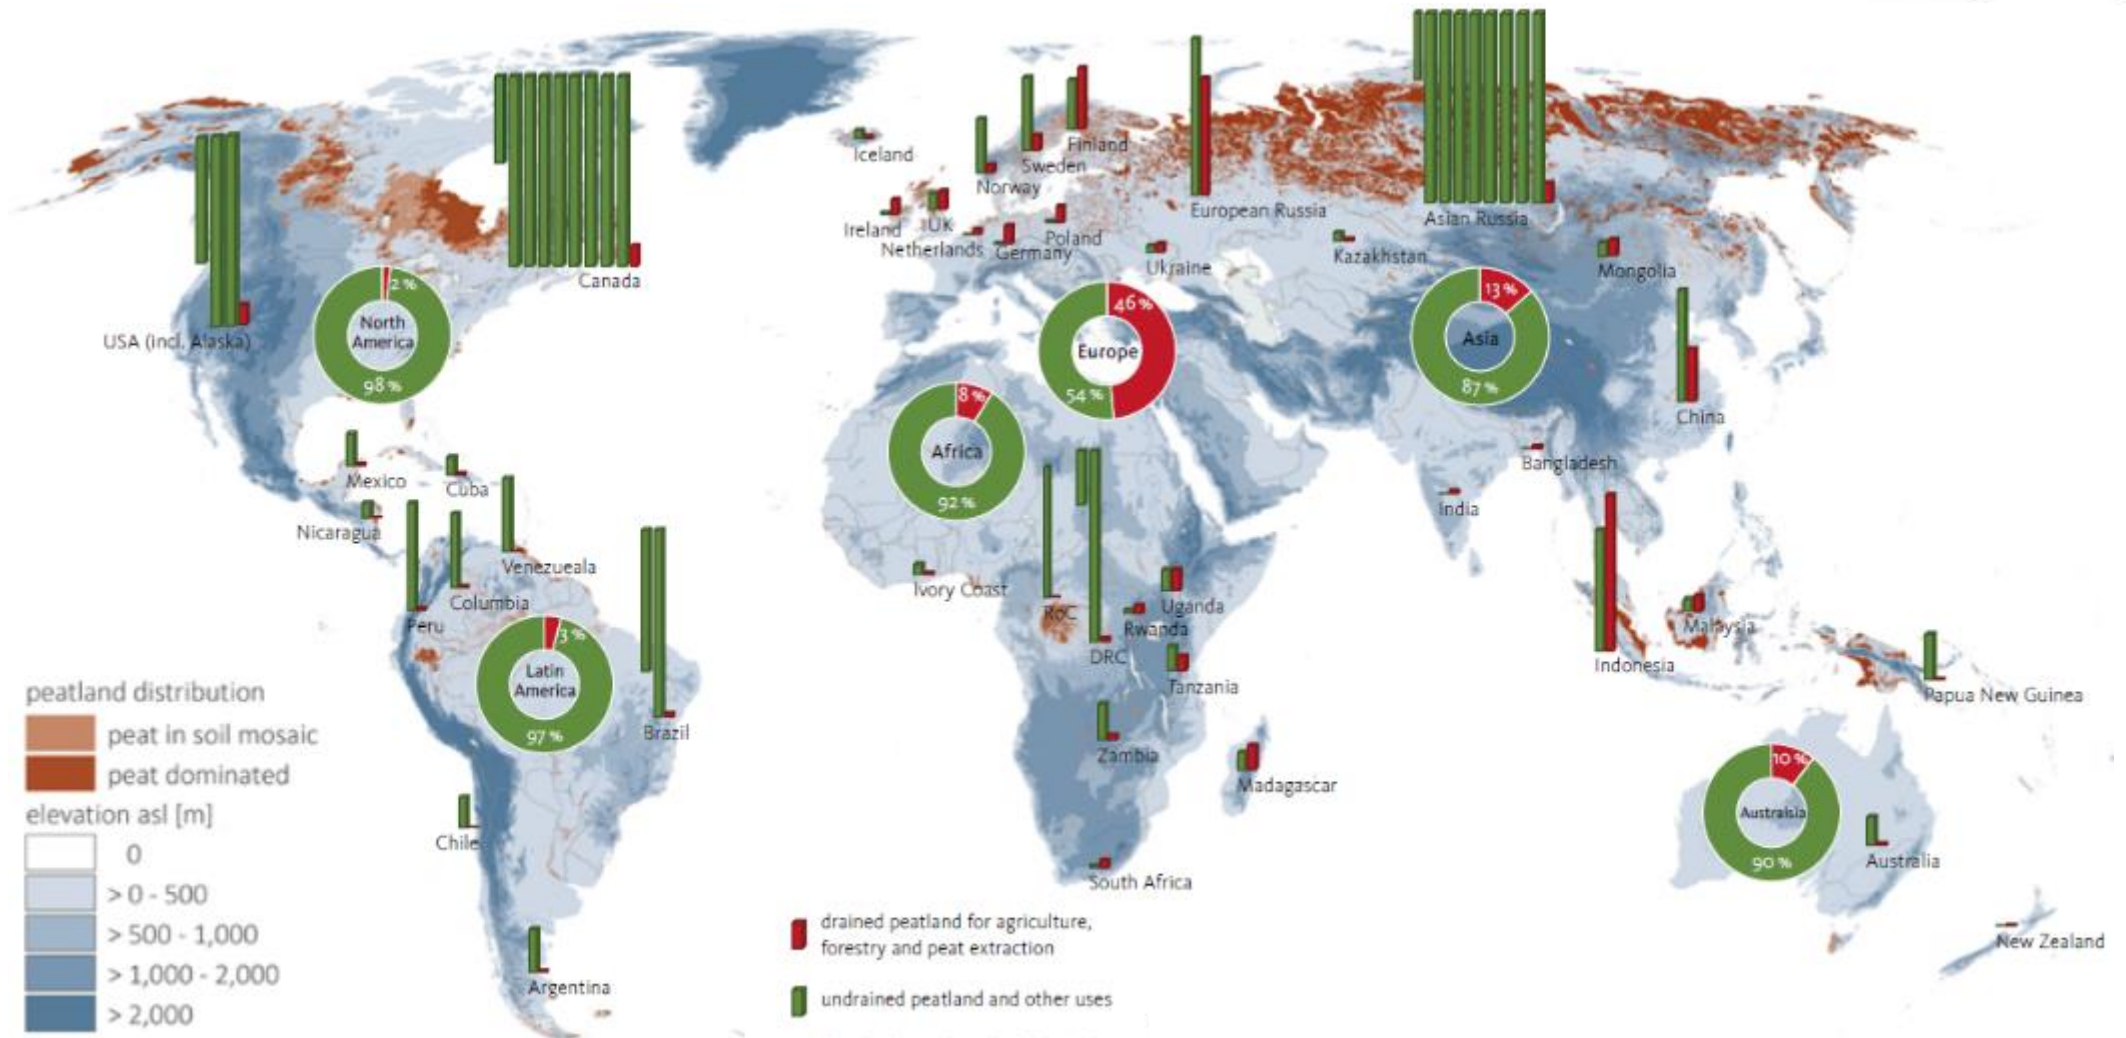 Iceland
Finland
Sweden
Norway
European Russia
Asian Russia
Ireland
UK
Netherlands
Germany
Poland
Ukraine
Kazakhstan
Mongolia
Canada
USA (incl. Alaska)
2 %
North
America
98 %
46 %
Europe
54 %
13 %
Asia
87 %
8 %
Africa
92 %
China
Bangladesh
India
Mexico
Cuba
Nicaragua
Venezueala
Columbia
Peru
3 %
Latin
America
97 %
Brazil
Chile
Argentina
Ivory Coast
RoC
DRC
Uganda
Rwanda
Tanzania
Zambia
Madagascar
South Africa
Indonesia
Malaysia
Papua New Guinea
10 %
Australsia
90 %
Australia
New Zealand
peatland distribution
peat in soil mosaic
peat dominated
elevation asl [m]
0
> 0 - 500
> 500 - 1,000
> 1,000 - 2,000
> 2,000
drained peatland for agriculture,
forestry and peat extraction
undrained peatland and other uses